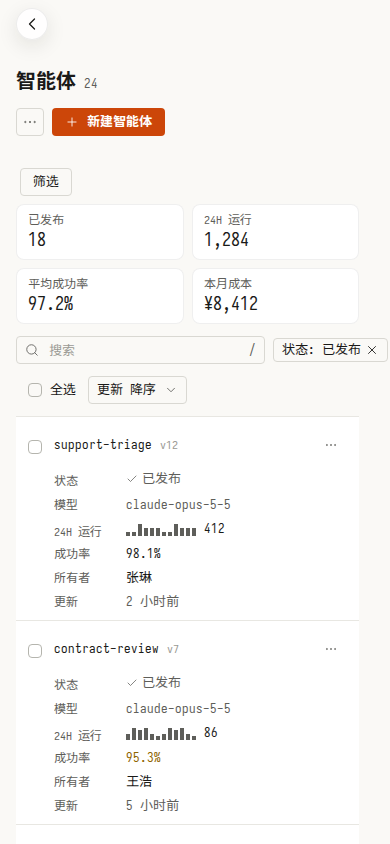 智能体 24
新建智能体
筛选
已发布
18
24H 运行
1,284
平均成功率
97.2%
本月成本
¥8,412
搜索 /
状态: 已发布
全选 更新 降序
support-triage v12
状态 已发布
模型 claude-opus-5-5
24H 运行 412
成功率 98.1%
所有者 张琳
更新 2 小时前
contract-review v7
状态 已发布
模型 claude-opus-5-5
24H 运行 86
成功率 95.3%
所有者 王浩
更新 5 小时前